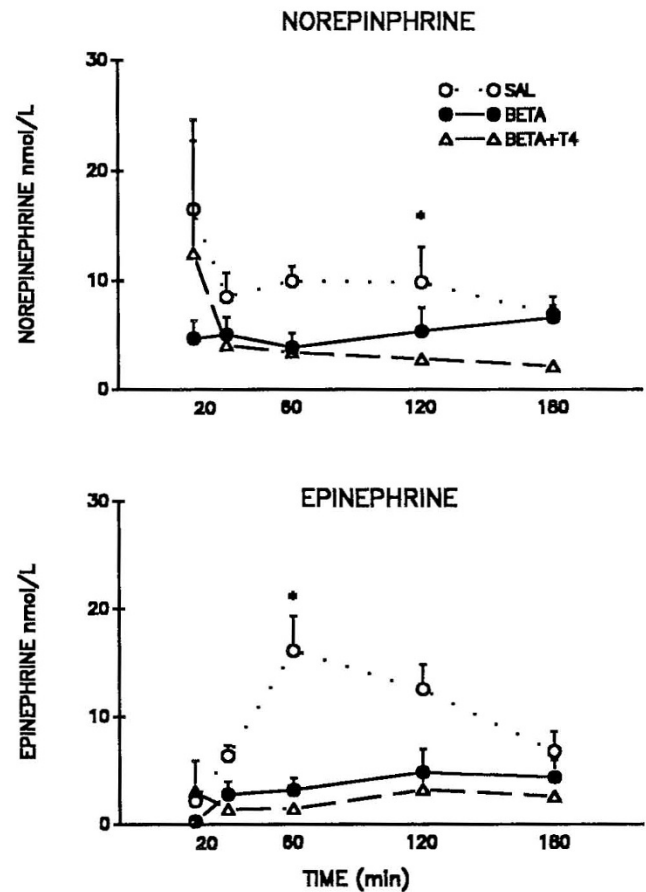 NOREPINPHRINE
30
20
10
0
NOREPINEPHRINE nmol/L
SAL
BETA
BETA+T4
*
20 60 120 180
EPINEPHRINE
30
20
10
0
EPINEPHRINE nmol/L
*
20 60 120 180
TIME (min)